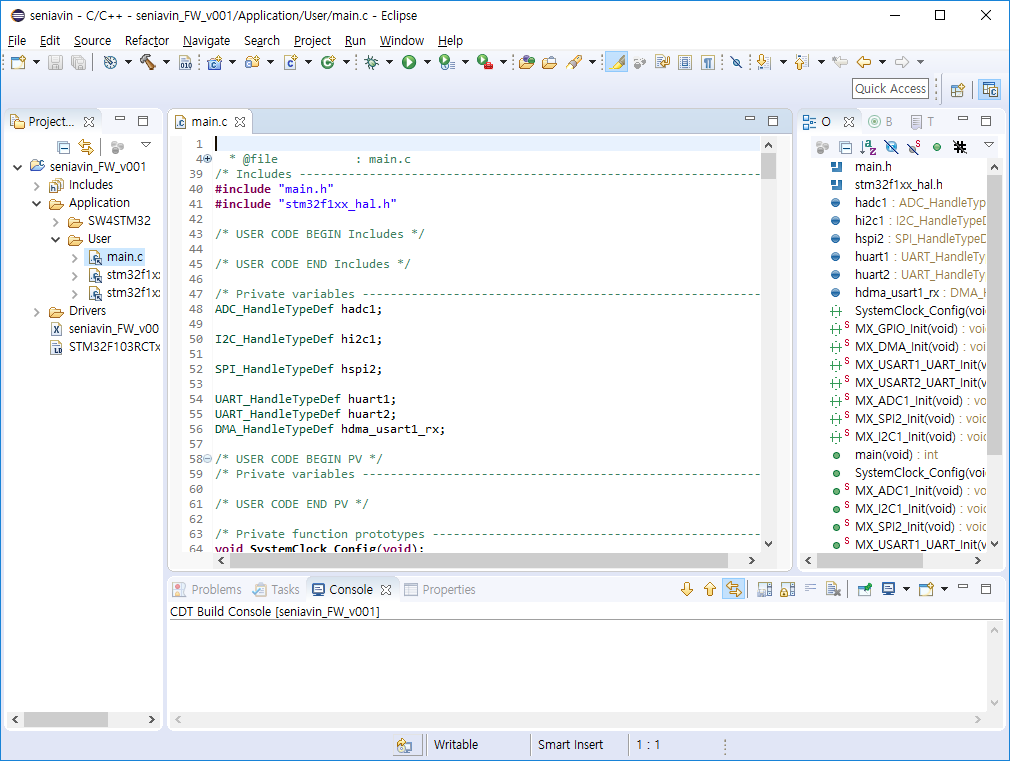 seniavin - C/C++ - seniavin_FW_v001/Application/User/main.c - Eclipse
File Edit Source Refactor Navigate Search Project Run Window Help
Quick Access
Project...
seniavin_FW_v001
Includes
Application
SW4STM32
User
main.c
stm32f1x
stm32f1x
Drivers
seniavin_FW_v00
STM32F103RCTx
main.c
1
4 * @file : main.c
39 /* Includes ------------------------------------------------------------------
40 #include "main.h"
41 #include "stm32f1xx_hal.h"
42
43 /* USER CODE BEGIN Includes */
44
45 /* USER CODE END Includes */
46
47 /* Private variables ---------------------------------------------------------
48 ADC_HandleTypeDef hadc1;
49
50 I2C_HandleTypeDef hi2c1;
51
52 SPI_HandleTypeDef hspi2;
53
54 UART_HandleTypeDef huart1;
55 UART_HandleTypeDef huart2;
56 DMA_HandleTypeDef hdma_usart1_rx;
57
58 /* USER CODE BEGIN PV */
59 /* Private variables ---------------------------------------------------------
60
61 /* USER CODE END PV */
62
63 /* Private function prototypes -----------------------------------------------
64 void SystemClock_Config(void);
O B T
main.h
stm32f1xx_hal.h
hadc1 : ADC_HandleTyp
hi2c1 : I2C_HandleTypeD
hspi2 : SPI_HandleTypeD
huart1 : UART_HandleTy
huart2 : UART_HandleTy
hdma_usart1_rx : DMA_H
SystemClock_Config(voi
MX_GPIO_Init(void) : voi
MX_DMA_Init(void) : voi
MX_USART1_UART_Init(v
MX_USART2_UART_Init(v
MX_ADC1_Init(void) : vo
MX_SPI2_Init(void) : void
MX_I2C1_Init(void) : void
main(void) : int
SystemClock_Config(voi
MX_ADC1_Init(void) : vo
MX_I2C1_Init(void) : void
MX_SPI2_Init(void) : void
MX_USART1_UART_Init(v
Problems Tasks Console Properties
CDT Build Console [seniavin_FW_v001]
Writable Smart Insert 1 : 1